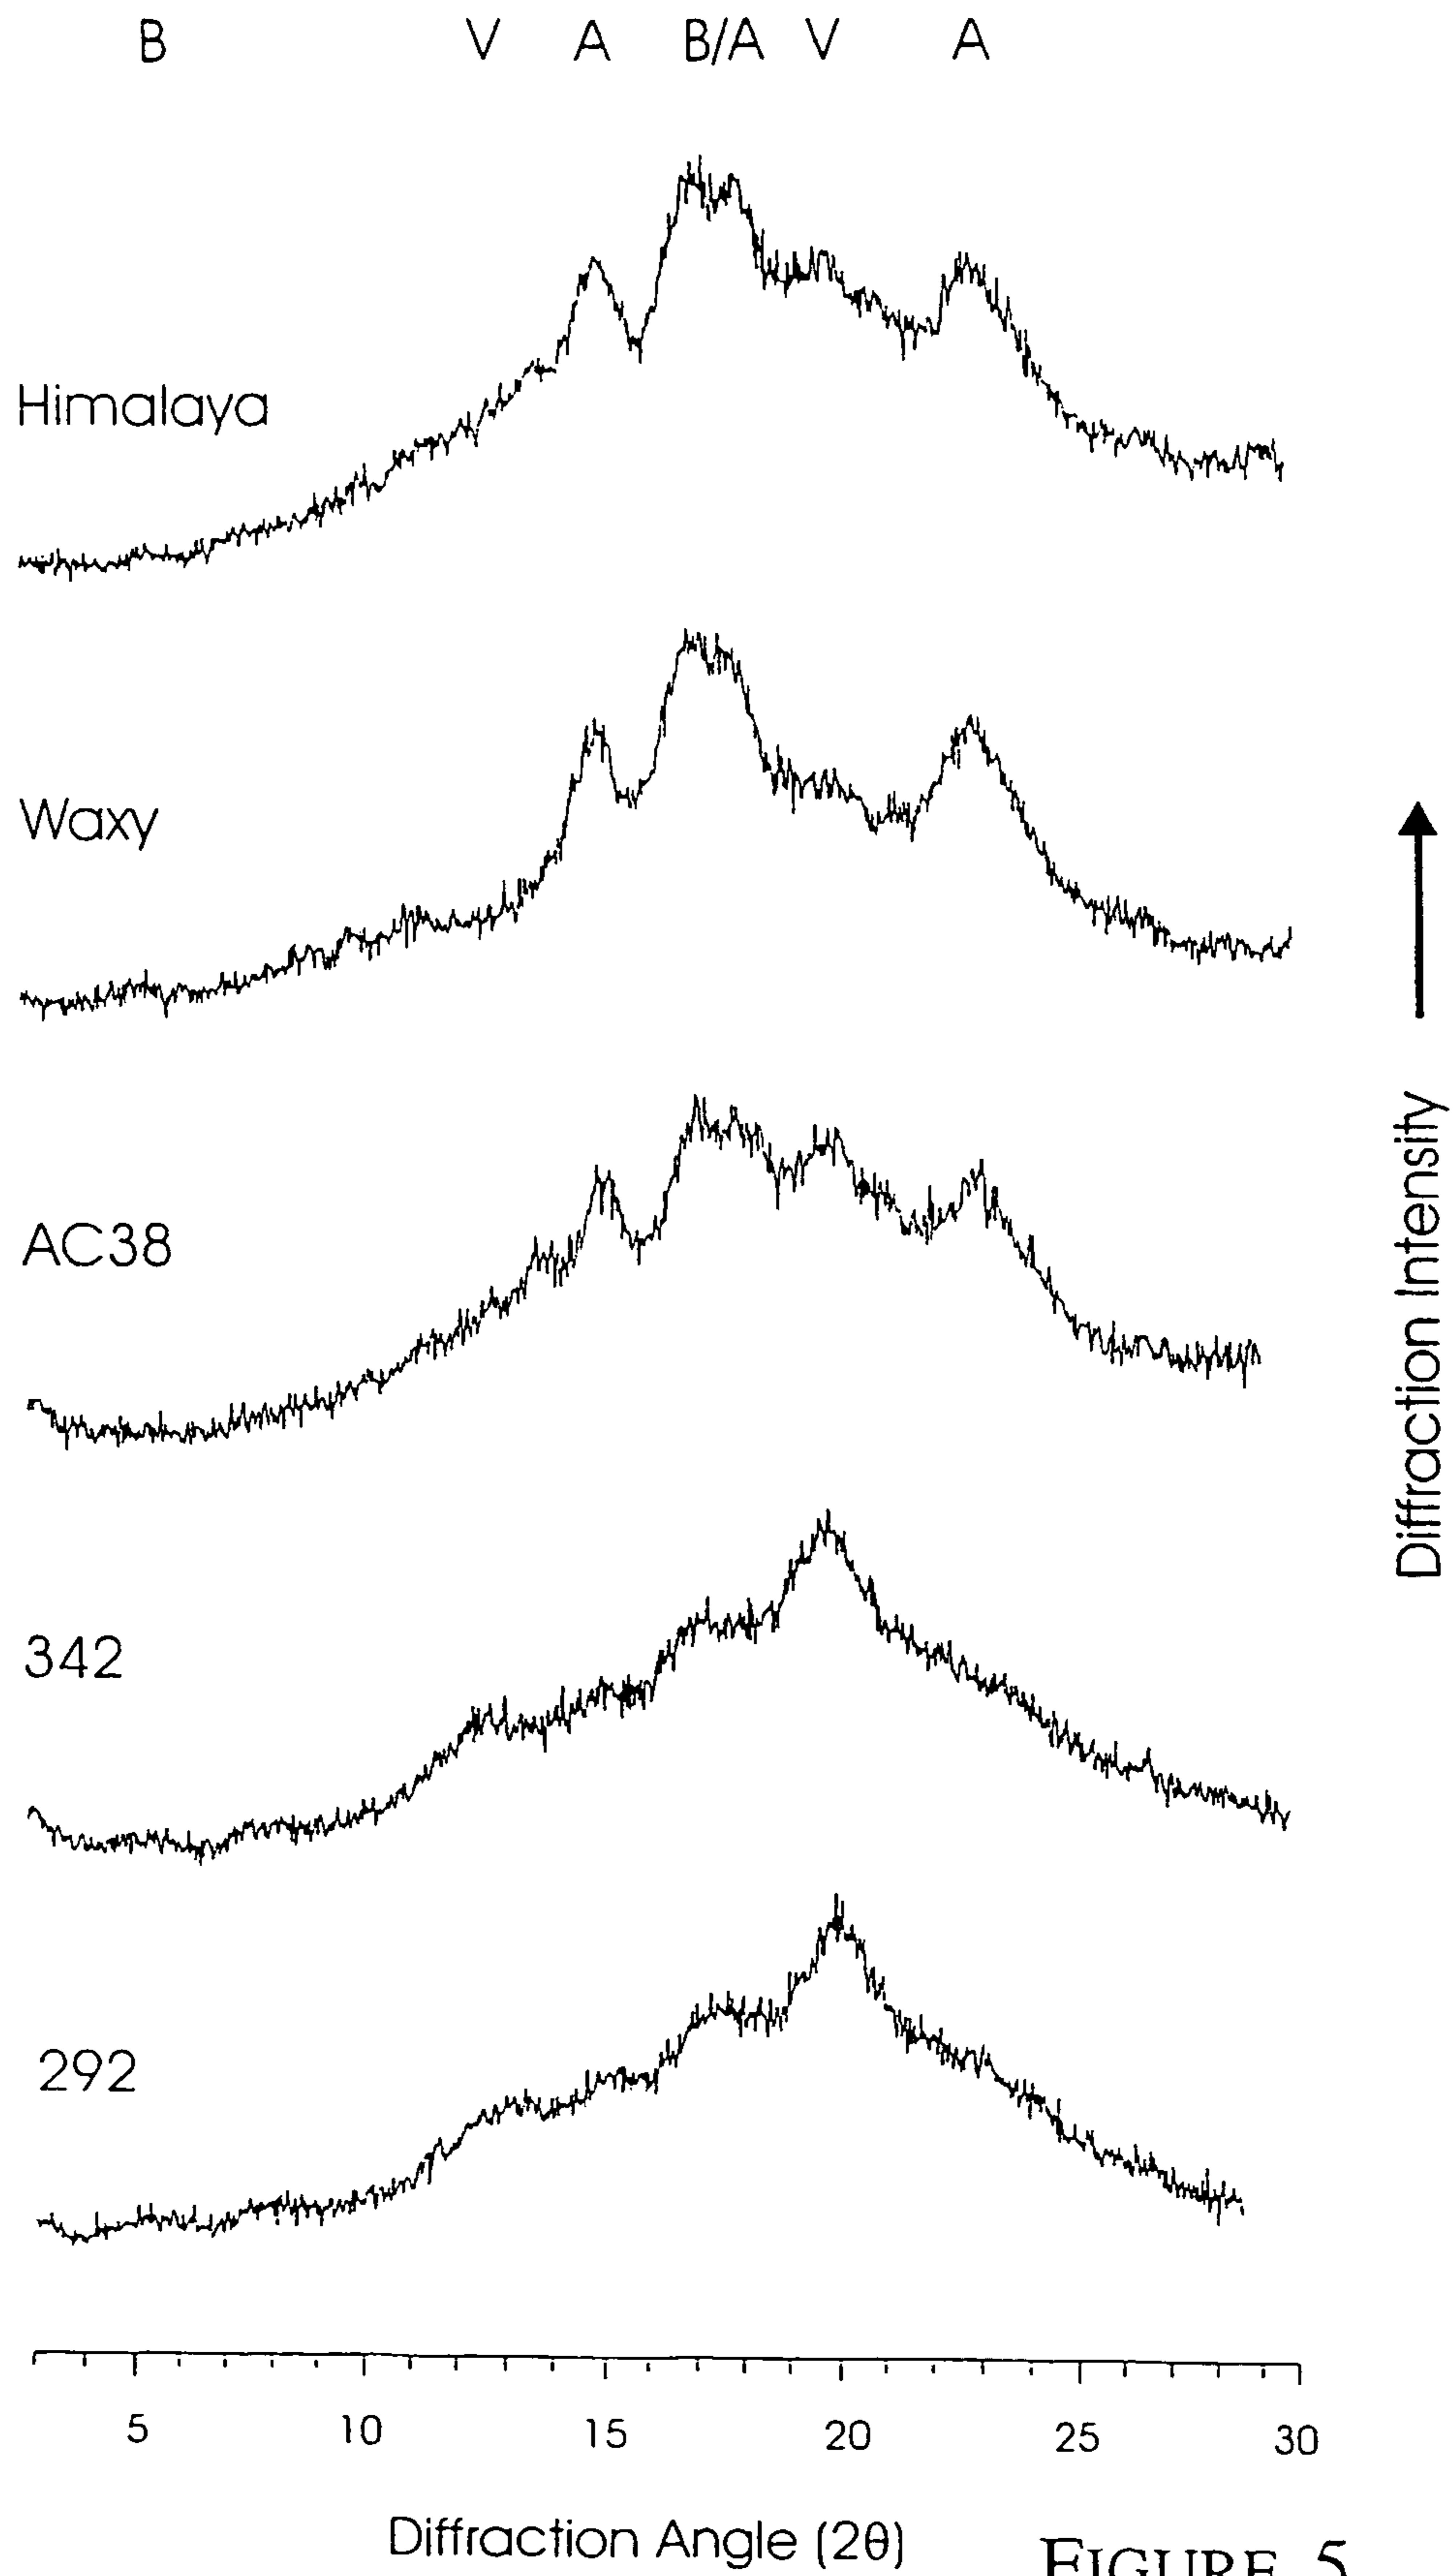 B V A B/A V A
Himalaya
Waxy
AC38
Diffraction Intensity
342
292
5 10 15 20 25 30
Diffraction Angle (2θ)
FIGURE 5